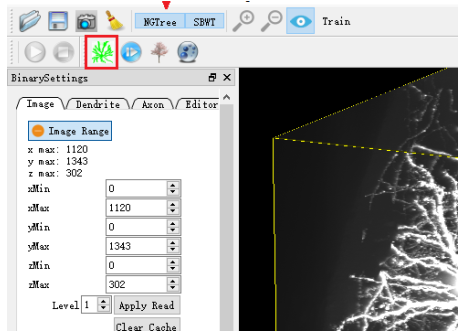 NGTree SBWT Train
BinarySettings
Image Dendrite Axon Editor
Image Range
x max: 1120
y max: 1343
z max: 302
xMin 0
xMax 1120
yMin 0
yMax 1343
zMin 0
zMax 302
Level 1 Apply Read
Clear Cache